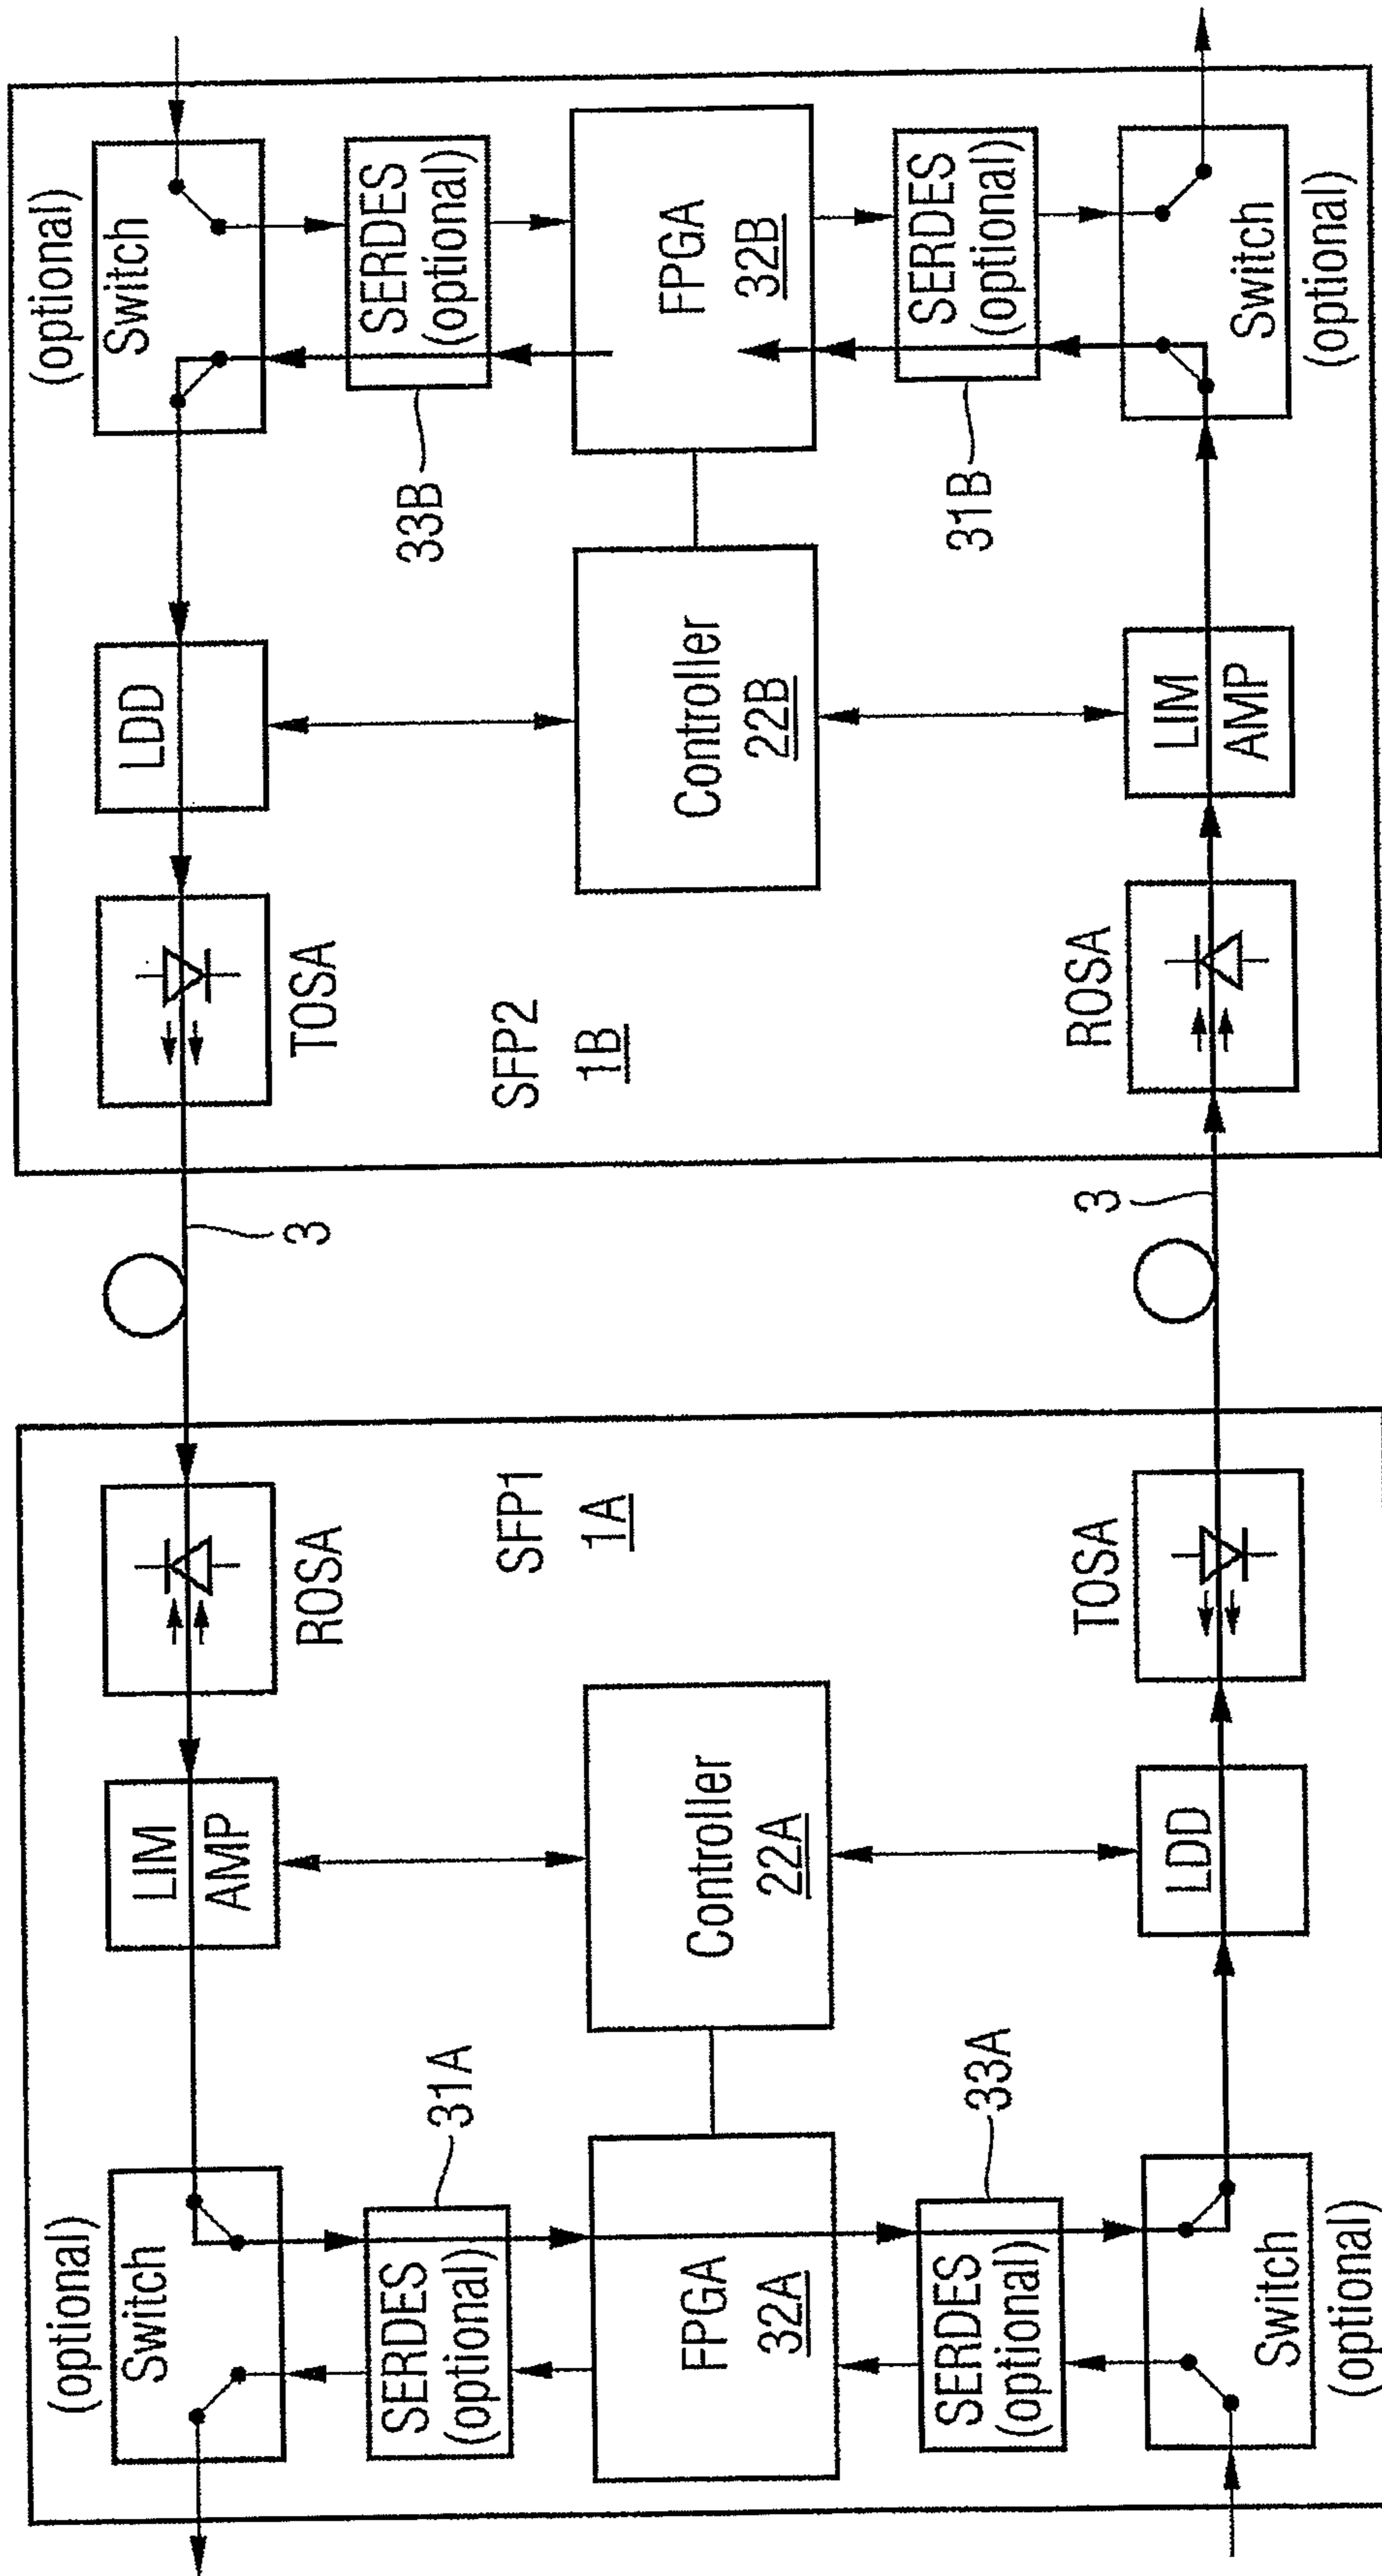 (optional)
Switch
LIM
AMP
ROSA
31A
SERDES
(optional)
SFP1
1A
FPGA
32A
Controller
22A
33A
SERDES
(optional)
Switch
(optional)
LDD
TOSA
3
3
TOSA
LDD
(optional)
Switch
SFP2
1B
33B
SERDES
(optional)
Controller
22B
FPGA
32B
31B
SERDES
(optional)
ROSA
LIM
AMP
Switch
(optional)